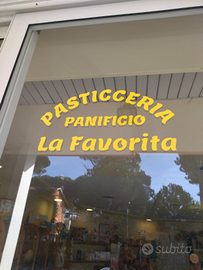 PASTICCERIA
PANIFICIO
La Favorita
subito